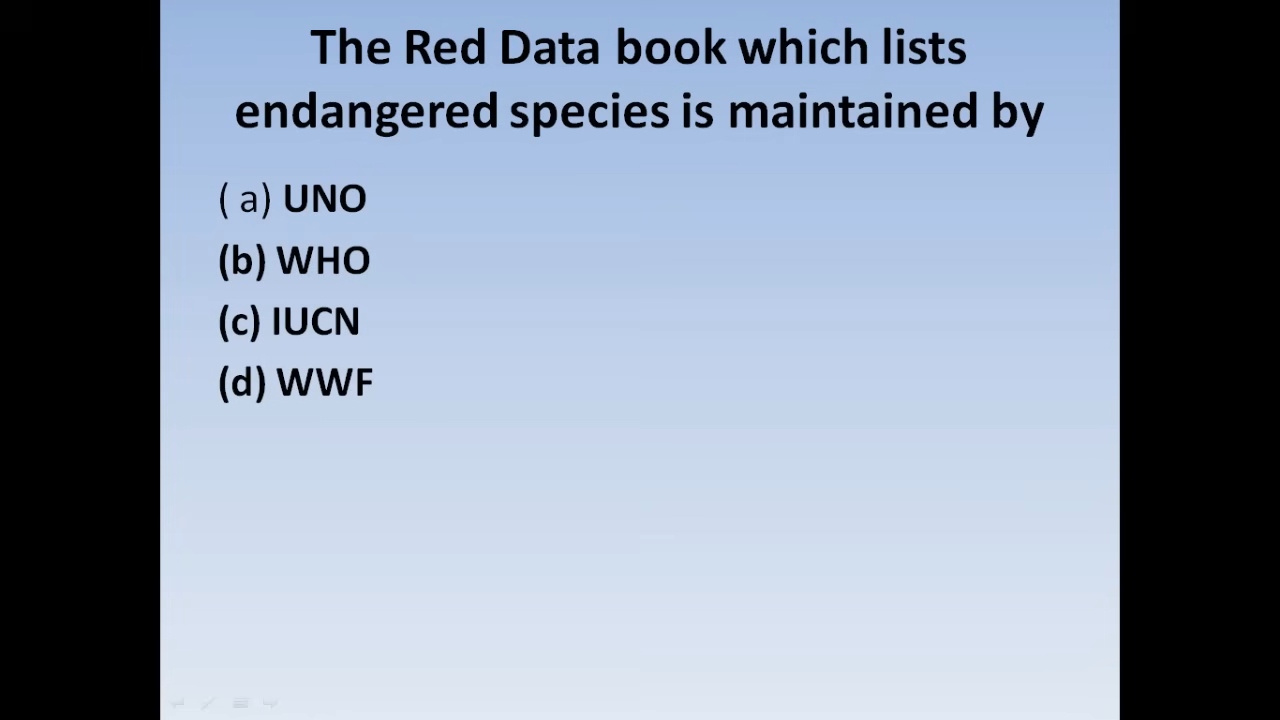 The Red Data book which lists
endangered species is maintained by
( a) UNO
(b) WHO
(c) IUCN
(d) WWF